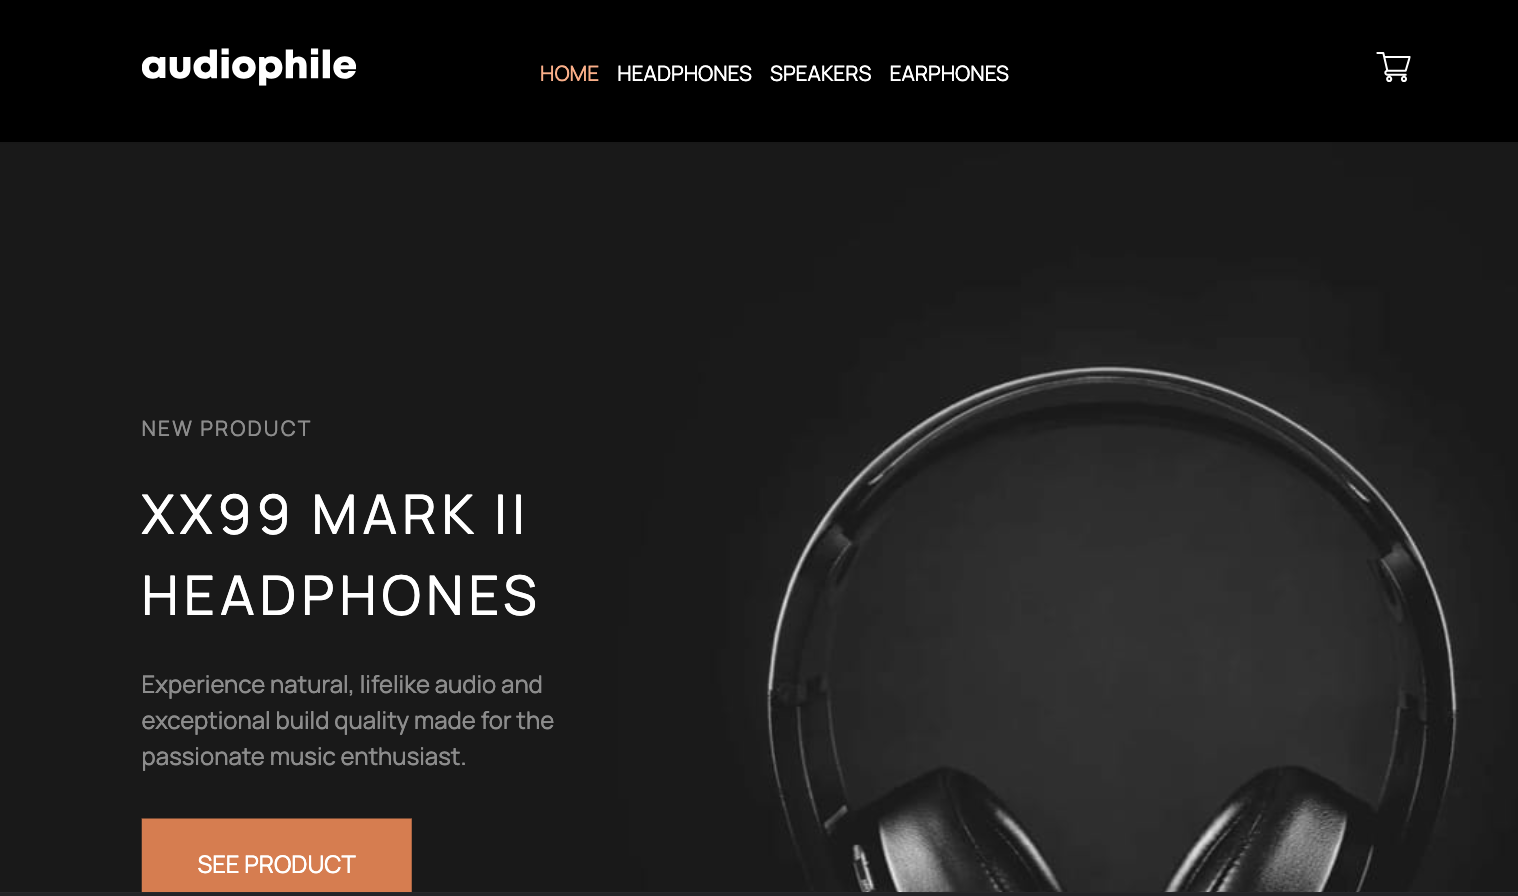 audiophile
HOME HEADPHONES SPEAKERS EARPHONES
NEW PRODUCT
XX99 MARK II
HEADPHONES
Experience natural, lifelike audio and
exceptional build quality made for the
passionate music enthusiast.
SEE PRODUCT